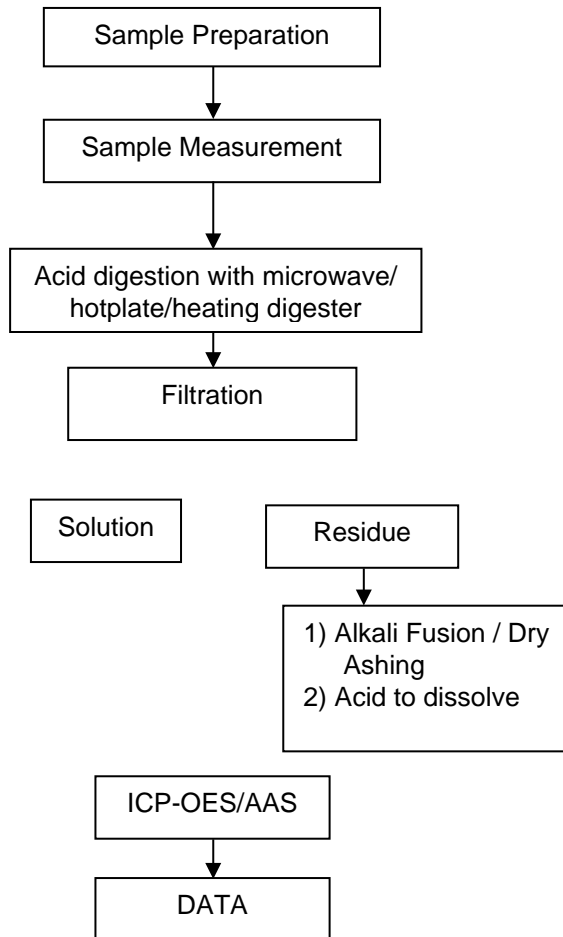 Sample Preparation
Sample Measurement
Acid digestion with microwave/
hotplate/heating digester
Filtration
Solution
Residue
1) Alkali Fusion / Dry
Ashing
2) Acid to dissolve
ICP-OES/AAS
DATA